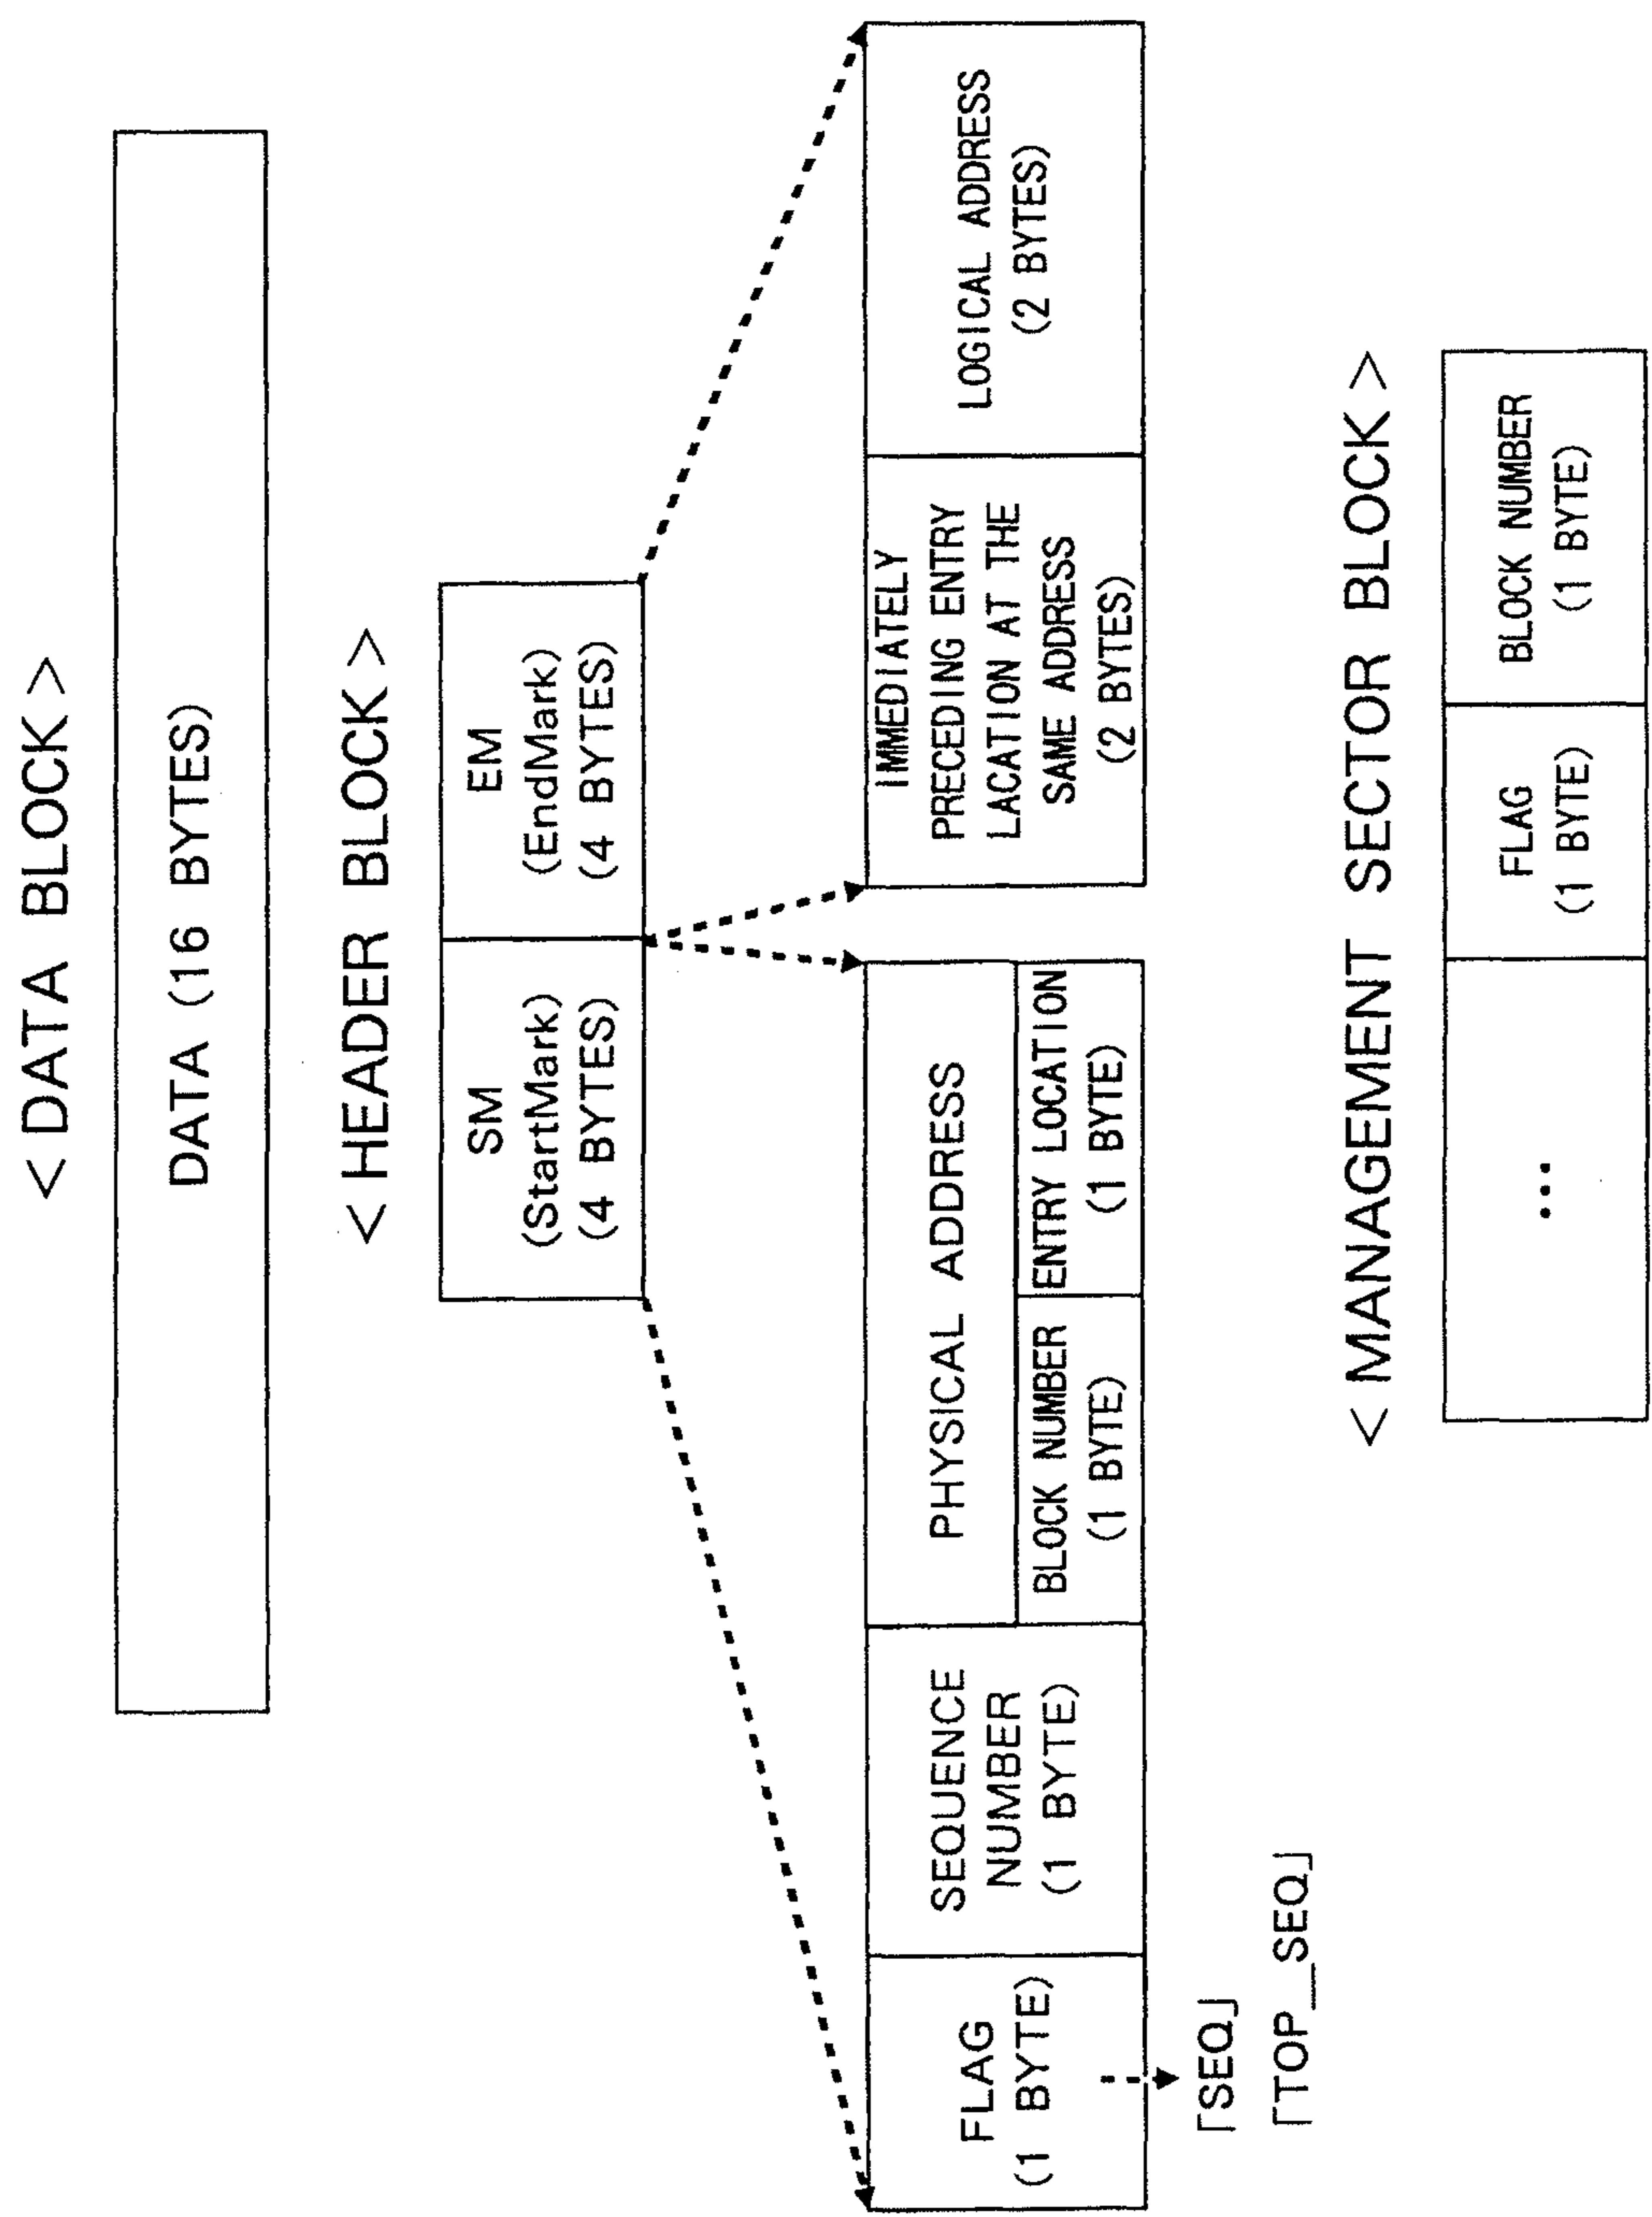 < DATA BLOCK >
DATA (16 BYTES)
< HEADER BLOCK >
SM
(StartMark)
(4 BYTES)
EM
(EndMark)
(4 BYTES)
FLAG
(1 BYTE)
SEQUENCE
NUMBER
(1 BYTE)
PHYSICAL ADDRESS
BLOCK NUMBER
(1 BYTE)
ENTRY LOCATION
(1 BYTE)
IMMEDIATELY
PRECEDING ENTRY
LACATION AT THE
SAME ADDRESS
(2 BYTES)
LOGICAL ADDRESS
(2 BYTES)
「SEQ」
「TOP_SEQ」
< MANAGEMENT SECTOR BLOCK >
...
FLAG
(1 BYTE)
BLOCK NUMBER
(1 BYTE)